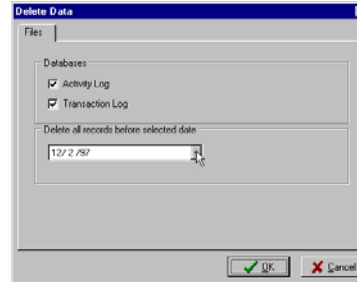 Delete Data
Files
Databases
Activity Log
Transaction Log
Delete all records before selected date
12/ 2 /97
OK
Cancel